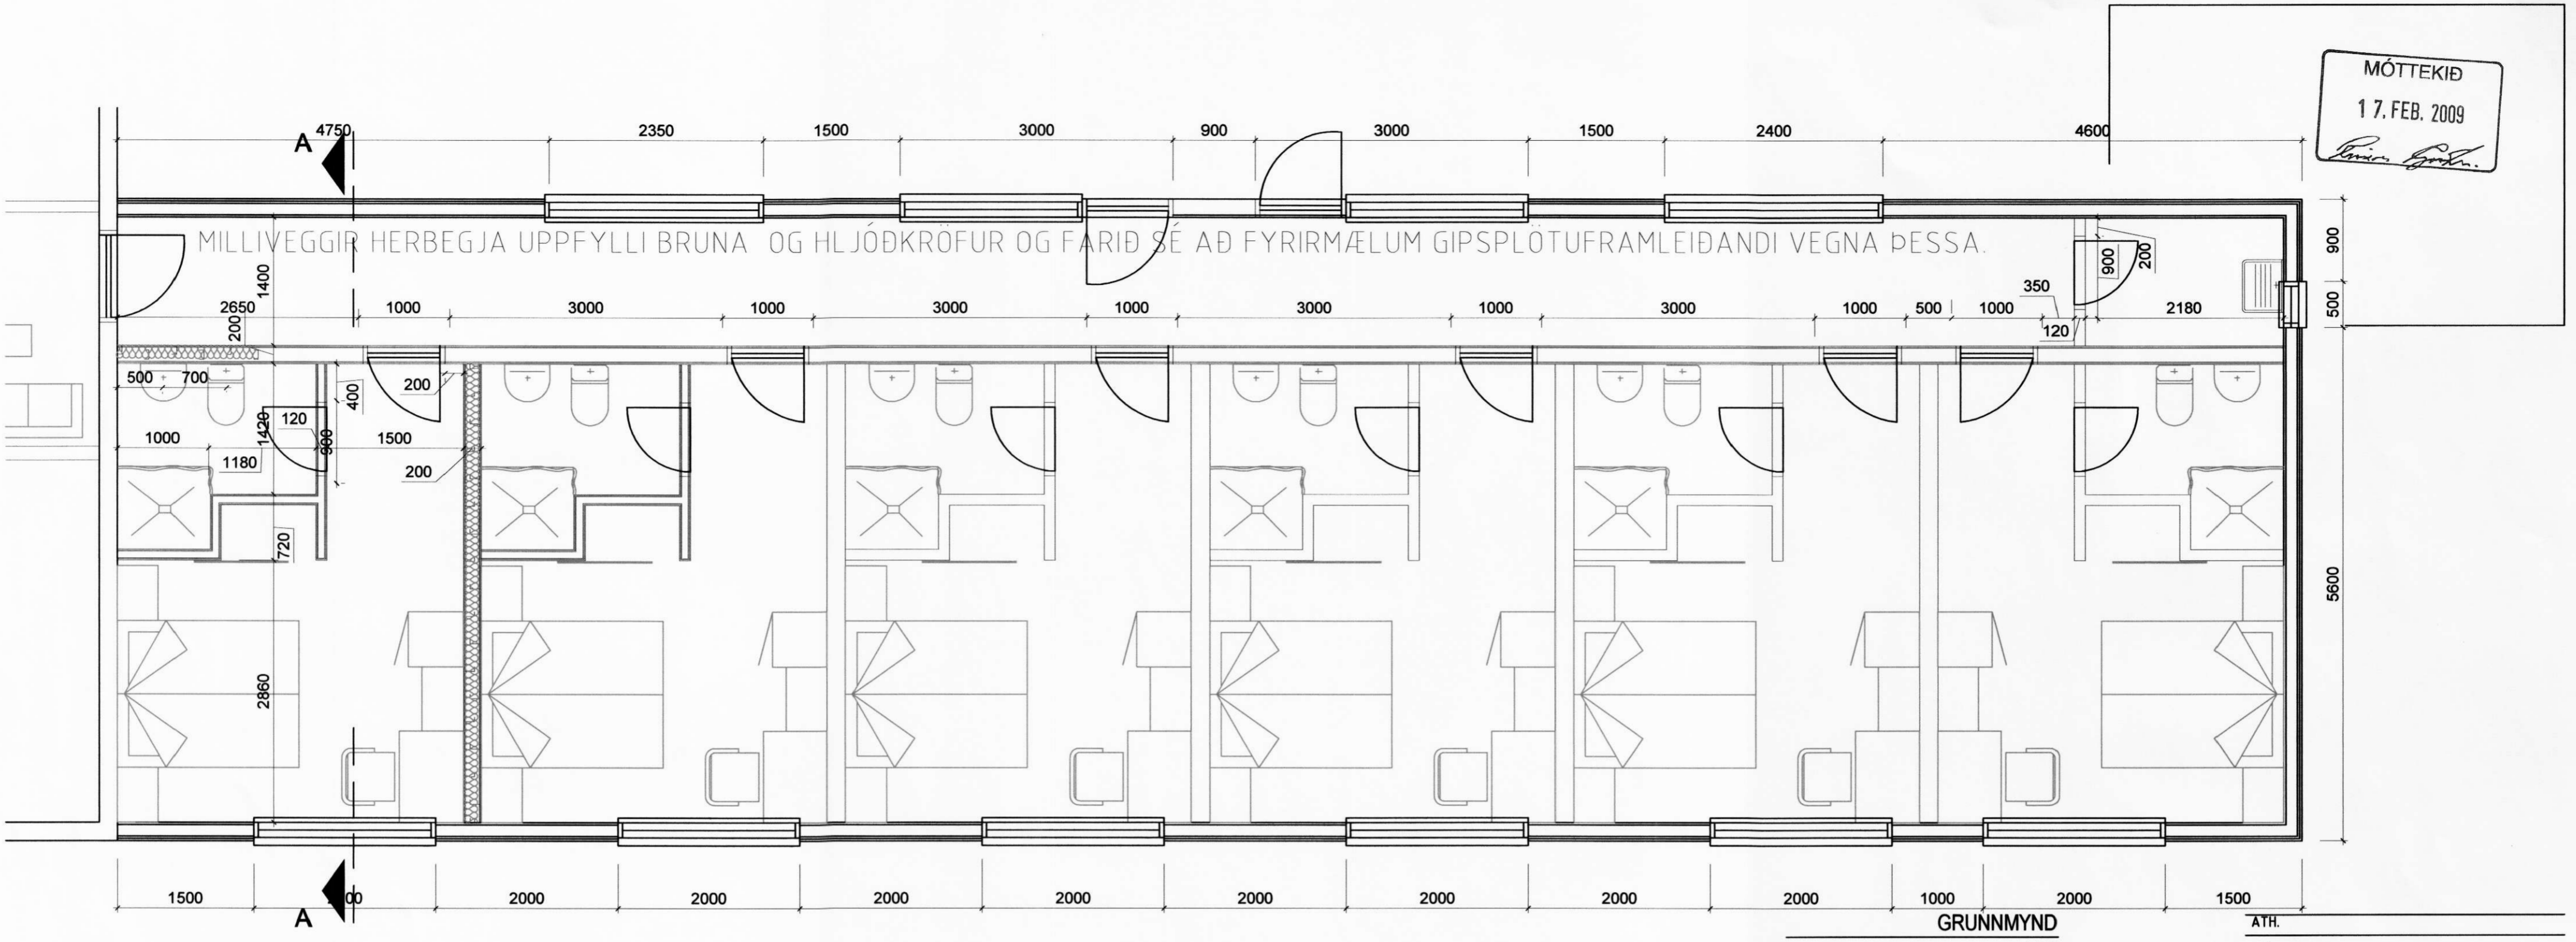 MÓTTEKIÐ
17. FEB. 2009
4750 2350 1500 3000 900 3000 1500 2400 4600
A
MILLIVEGGIR HERBEGJA UPPFYLLI BRUNA OG HLJÓÐKRÖFUR OG FARIÐ SÉ AÐ FYRIRMÆLUM GIPSPLÖTUFRAMLEIÐANDI VEGNA ÞESSA.
1400
900
200
900
500
350
2650 1000 3000 1000 3000 1000 3000 1000 3000 1000 500 1000 2180
200
120
500 700
400
200
120
1420
900
1000
1500
1180
200
720
5600
2860
1500 2000 2000 2000 2000 2000 2000 2000 2000 1000 2000 1500
A
GRUNNMYND
ATH.